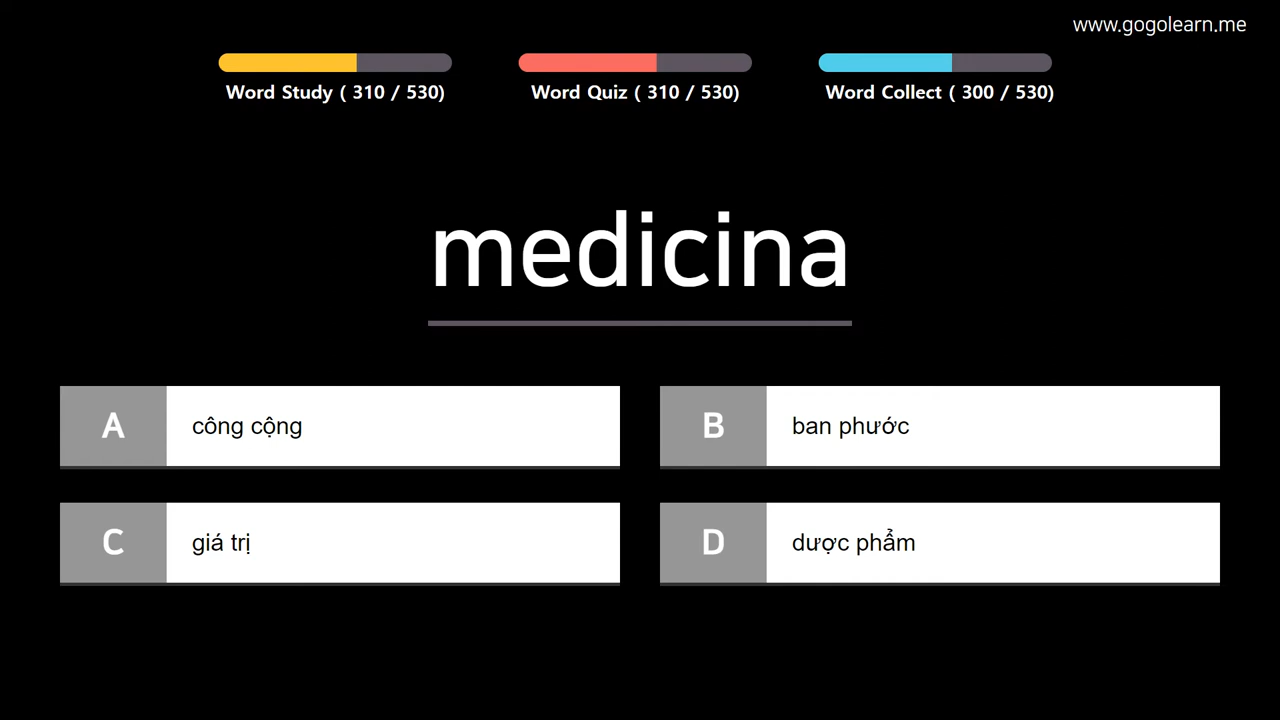 www.gogolearn.me
Word Study ( 310 / 530)
Word Quiz ( 310 / 530)
Word Collect ( 300 / 530)
medicina
A công cộng
B ban phước
C giá trị
D dược phẩm